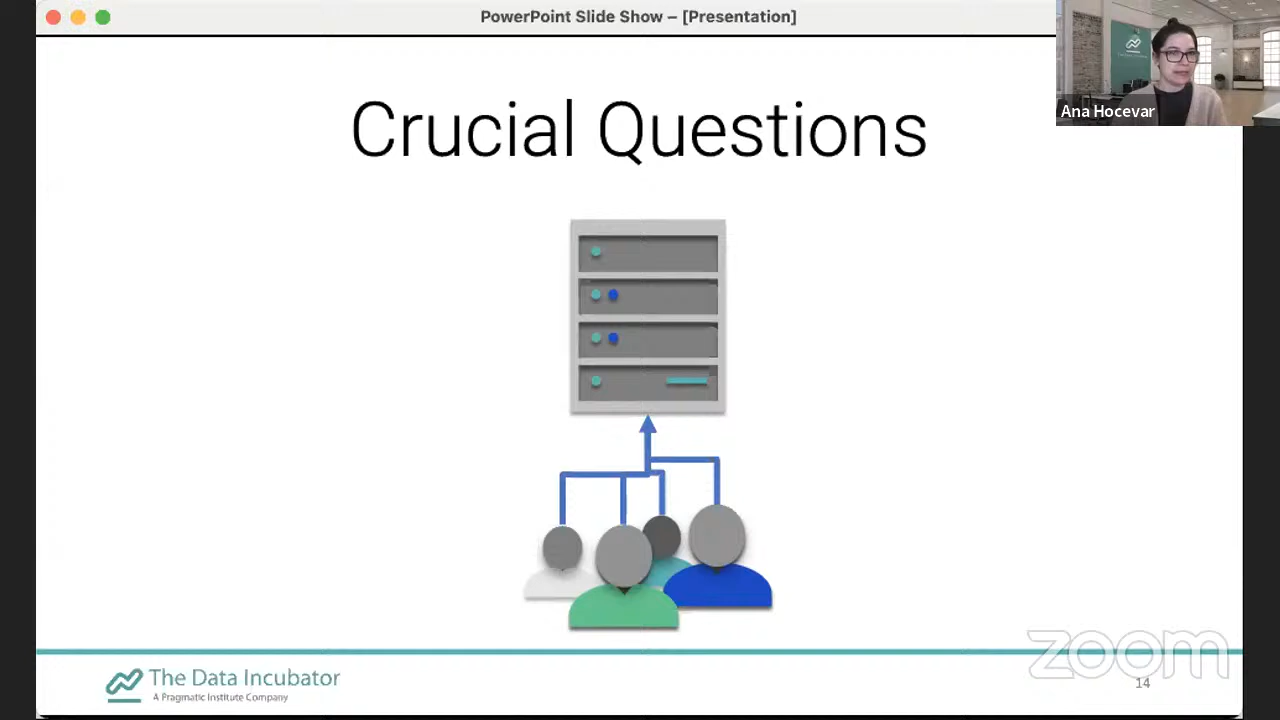 PowerPoint Slide Show – [Presentation]
Ana Hocevar
Crucial Questions
The Data Incubator
A Pragmatic Institute Company
zoom
14